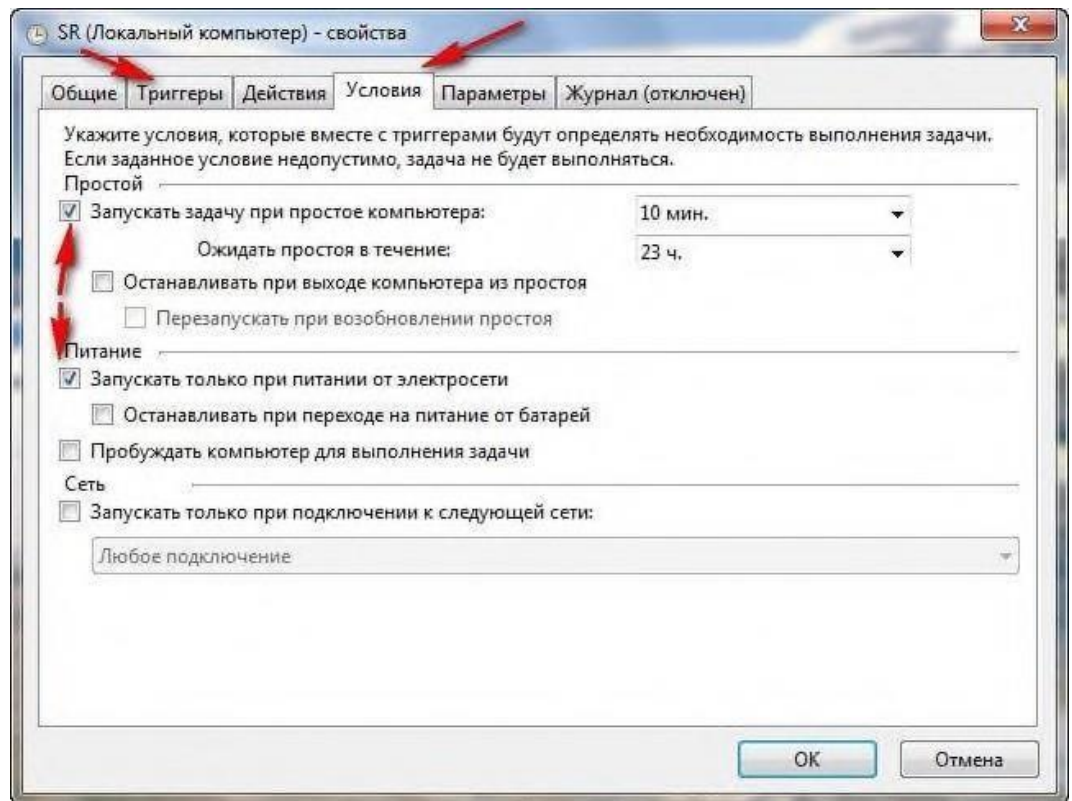 SR (Локальный компьютер) - свойства
Общие Триггеры Действия Условия Параметры Журнал (отключен)
Укажите условия, которые вместе с триггерами будут определять необходимость выполнения задачи.
Если заданное условие недопустимо, задача не будет выполняться.
Простой
Запускать задачу при простое компьютера: 10 мин.
Ожидать простоя в течение: 23 ч.
Останавливать при выходе компьютера из простоя
Перезапускать при возобновлении простоя
Питание
Запускать только при питании от электросети
Останавливать при переходе на питание от батарей
Пробуждать компьютер для выполнения задачи
Сеть
Запускать только при подключении к следующей сети:
Любое подключение
ОК Отмена